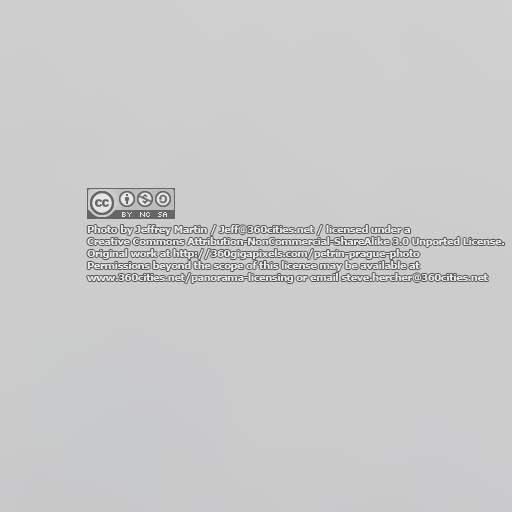 cc BY NC SA
Photo by Jeffrey Martin / Jeff@360cities.net / licensed under a
Creative Commons Attribution-NonCommercial-ShareAlike 3.0 Unported License.
Original work at http://360gigapixels.com/petrin-prague-photo
Permissions beyond the scope of this license may be available at
www.360cities.net/panorama-licensing or email steve.hercher@360cities.net